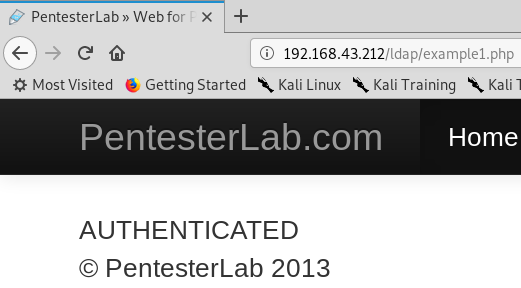 PentesterLab » Web for P
192.168.43.212/ldap/example1.php
Most Visited Getting Started Kali Linux Kali Training Kali T
PentesterLab.com Home
AUTHENTICATED
© PentesterLab 2013